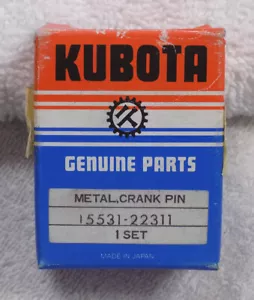 KUBOTA
GENUINE PARTS
METAL,CRANK PIN
15531-22311
1 SET
MADE IN JAPAN